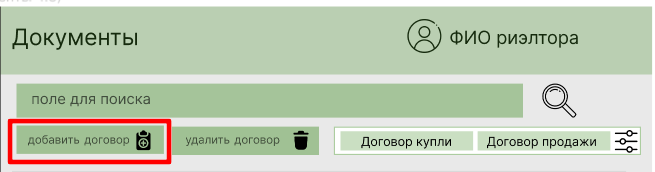 Документы
ФИО риэлтора
поле для поиска
добавить договор
удалить договор
Договор купли
Договор продажи